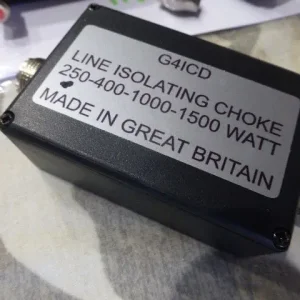 G4ICD
LINE ISOLATING CHOKE
250-400-1000-1500 WATT
MADE IN GREAT BRITAIN